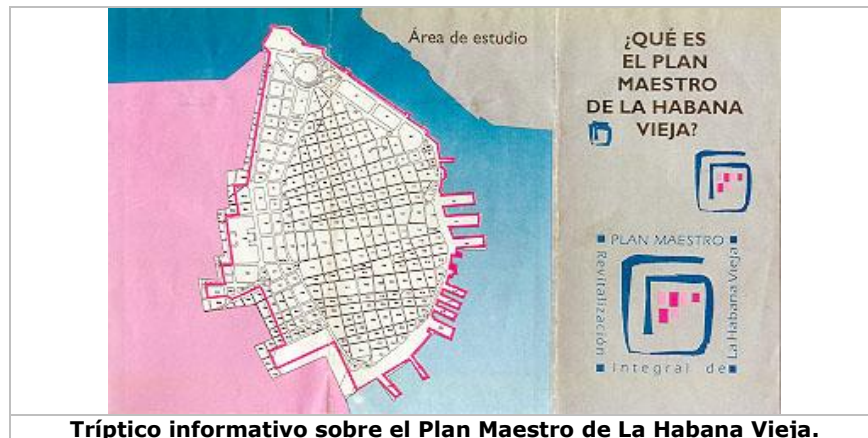 Área de estudio
¿QUÉ ES
EL PLAN
MAESTRO
DE LA HABANA
VIEJA?
PLAN MAESTRO
Revitalización
Integral de
La Habana Vieja
Tríptico informativo sobre el Plan Maestro de La Habana Vieja.